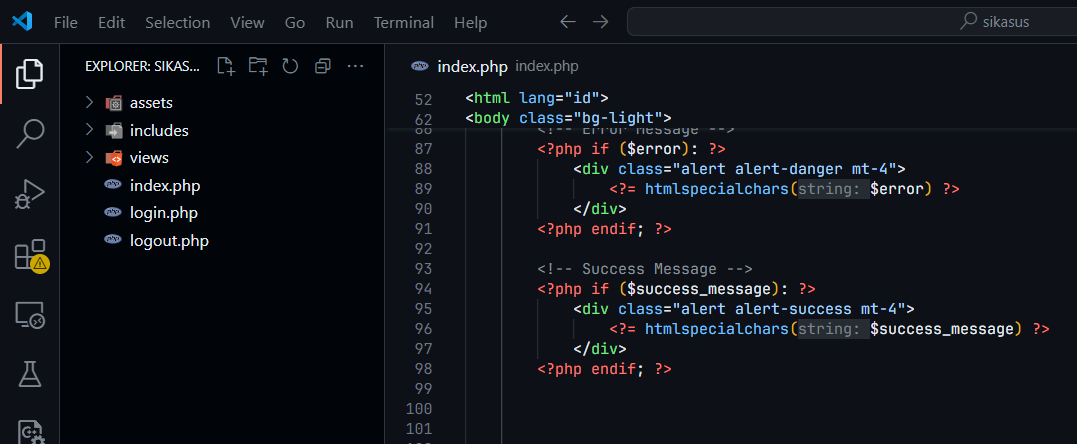 File Edit Selection View Go Run Terminal Help
sikasus
EXPLORER: SIKAS...
assets
includes
views
index.php
login.php
logout.php
index.php index.php
52 <html lang="id">
62 <body class="bg-light">
86 <!-- Error Message -->
87 <?php if ($error): ?>
88 <div class="alert alert-danger mt-4">
89 <?= htmlspecialchars(string: $error) ?>
90 </div>
91 <?php endif; ?>
92
93 <!-- Success Message -->
94 <?php if ($success_message): ?>
95 <div class="alert alert-success mt-4">
96 <?= htmlspecialchars(string: $success_message) ?>
97 </div>
98 <?php endif; ?>
99
100
101